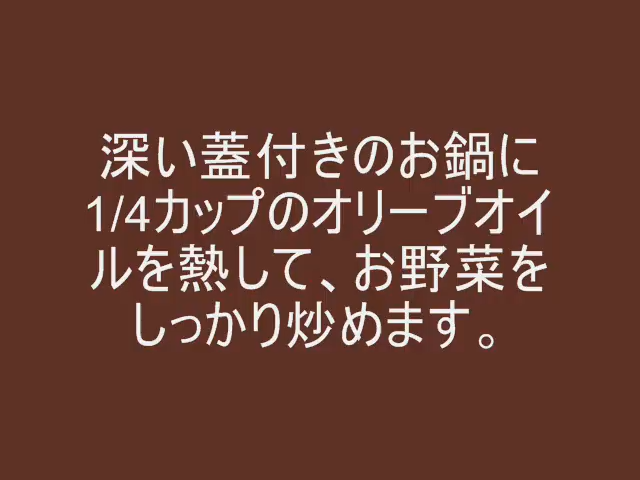 深い蓋付きのお鍋に
1/4カップのオリーブオイ
ルを熱して、お野菜を
しっかり炒めます。